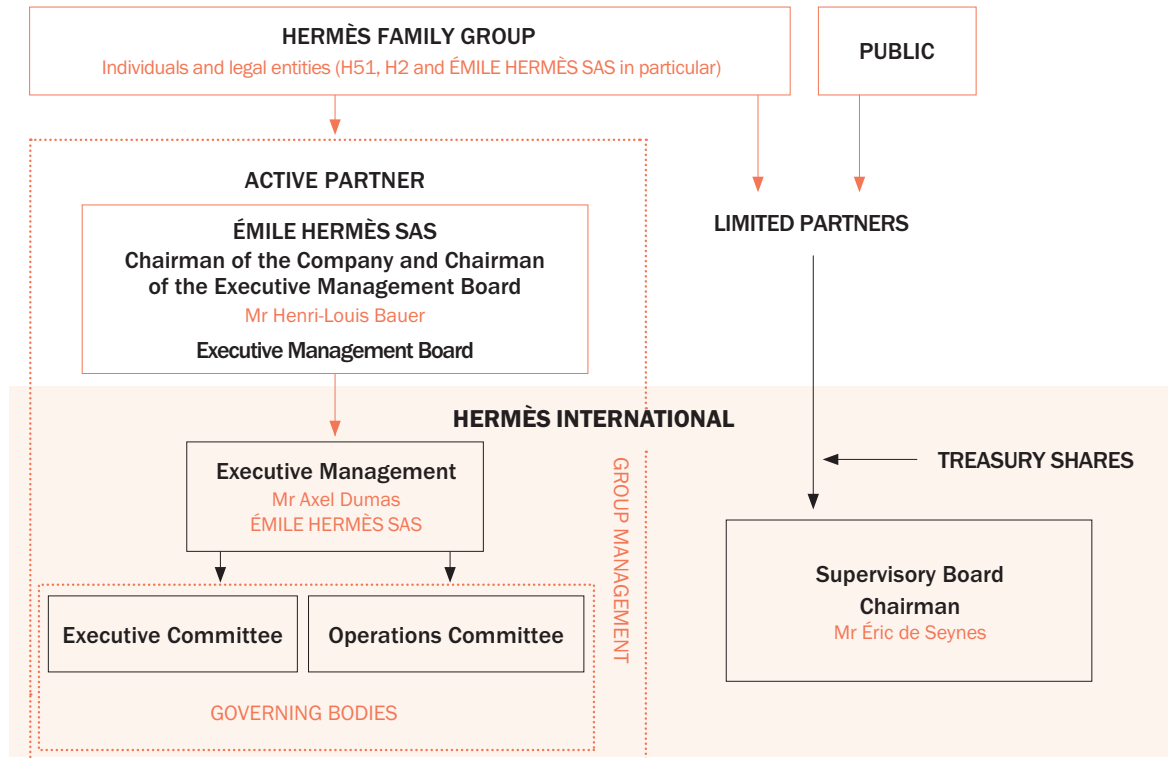 HERMÈS FAMILY GROUP
Individuals and legal entities (H51, H2 and ÉMILE HERMÈS SAS in particular)
PUBLIC
ACTIVE PARTNER
ÉMILE HERMÈS SAS
Chairman of the Company and Chairman
of the Executive Management Board
Mr Henri-Louis Bauer
Executive Management Board
LIMITED PARTNERS
HERMÈS INTERNATIONAL
Executive Management
Mr Axel Dumas
ÉMILE HERMÈS SAS
GROUP MANAGEMENT
TREASURY SHARES
Executive Committee
Operations Committee
GOVERNING BODIES
Supervisory Board
Chairman
Mr Éric de Seynes